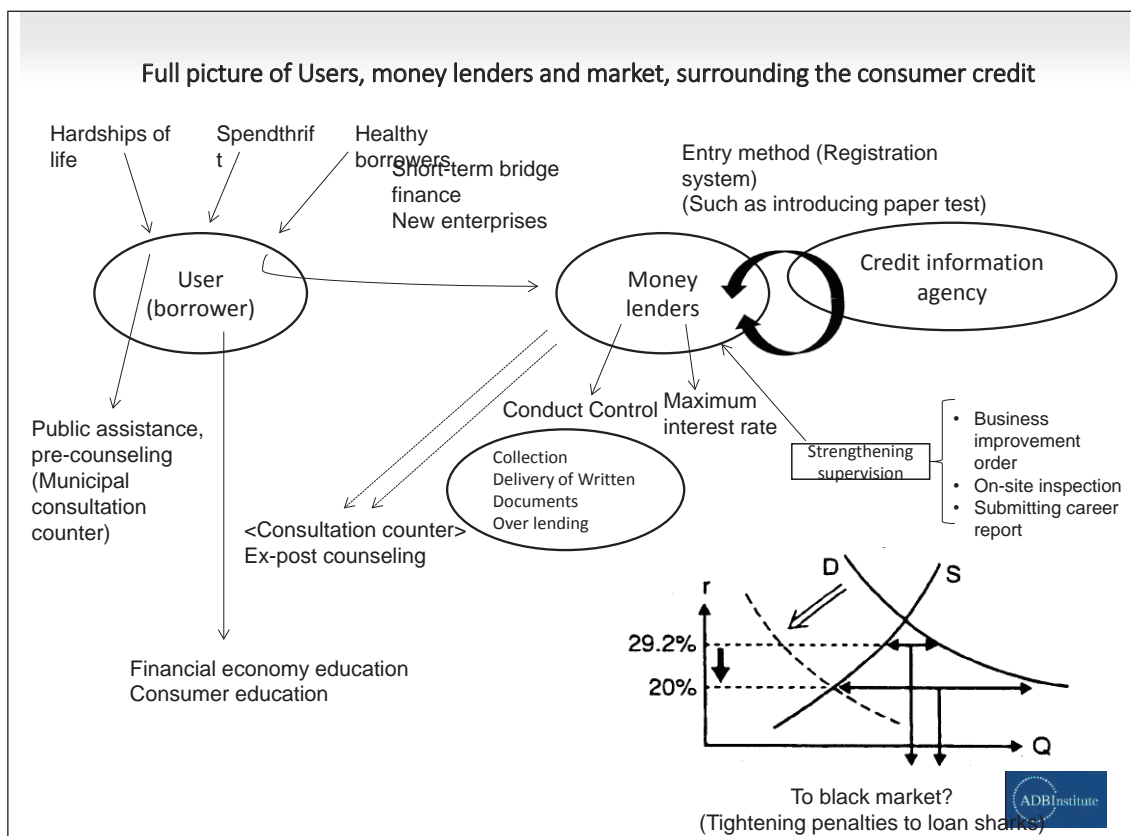 Full picture of Users, money lenders and market, surrounding the consumer credit
Hardships of
life
Spendthrif
t
Healthy
borrowers
Short-term bridge
finance
New enterprises
Entry method (Registration
system)
(Such as introducing paper test)
User
(borrower)
Money
lenders
Credit information
agency
Public assistance,
pre-counseling
(Municipal
consultation
counter)
Conduct Control
Maximum
interest rate
Collection
Delivery of Written
Documents
Over lending
Strengthening
supervision
• Business
improvement
order
• On-site inspection
• Submitting career
report
<Consultation counter>
Ex-post counseling
Financial economy education
Consumer education
D
S
r
29.2%
20%
Q
To black market?
(Tightening penalties to loan sharks)
ADBInstitute